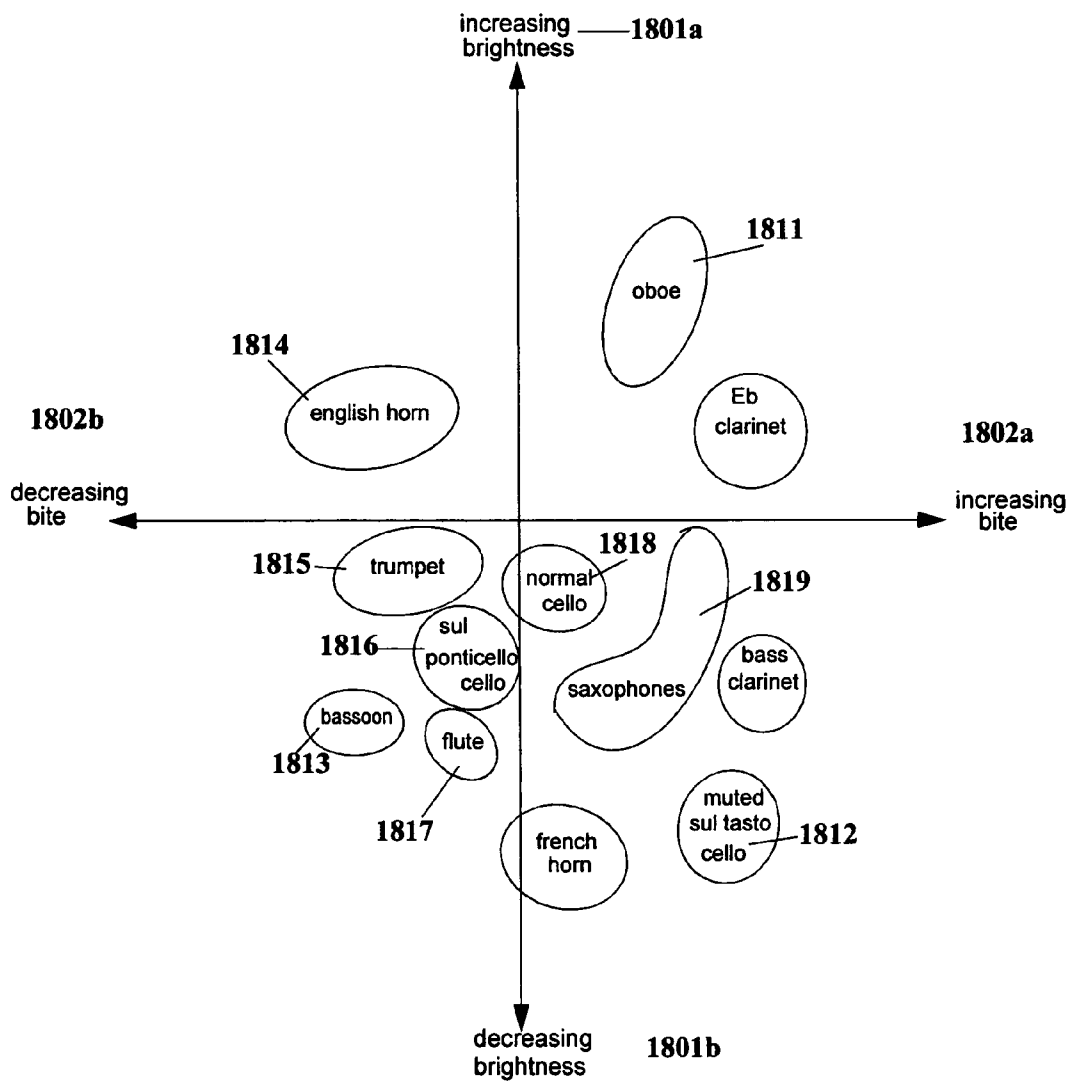 increasing
brightness
1801a
1811
oboe
1814
english horn
Eb
clarinet
1802b
1802a
decreasing
bite
increasing
bite
1815
trumpet
1818
normal
cello
1819
1816
sul
ponticello
cello
saxophones
bass
clarinet
bassoon
1813
flute
1817
muted
sul tasto
cello
1812
french
horn
decreasing
brightness
1801b